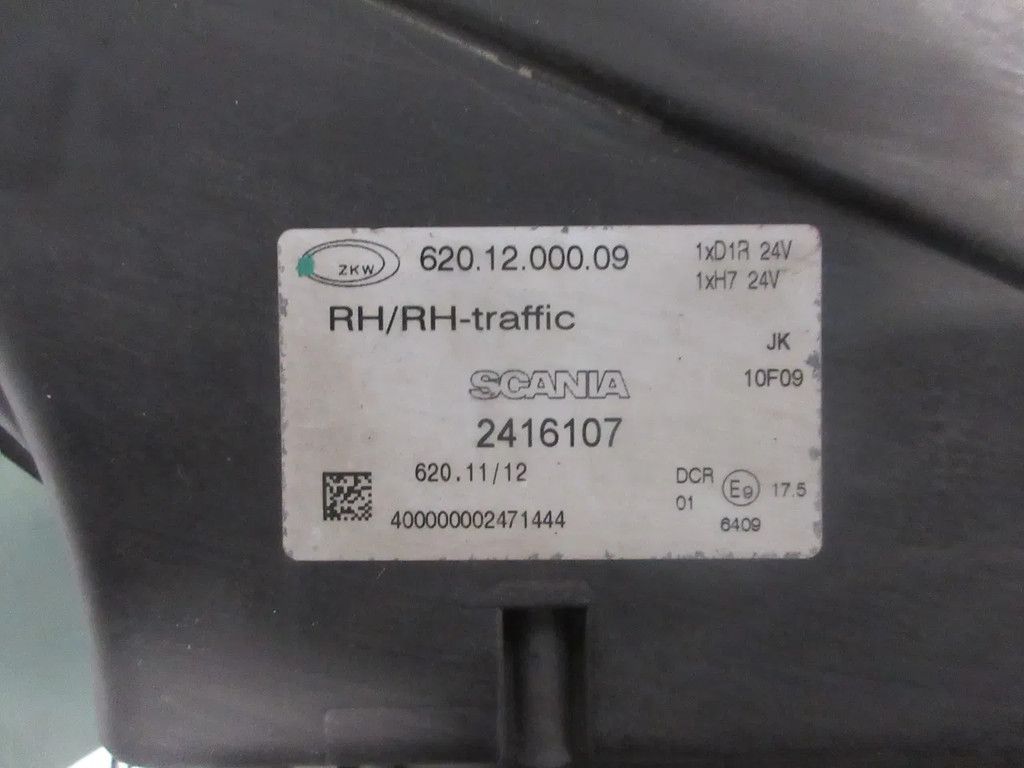 ZKW 620.12.000.09 1xD1R 24V
1xH7 24V
RH/RH-traffic
JK
SCANIA 10F09
2416107
620.11/12 DCR E9 17.5
01
400000002471444 6409